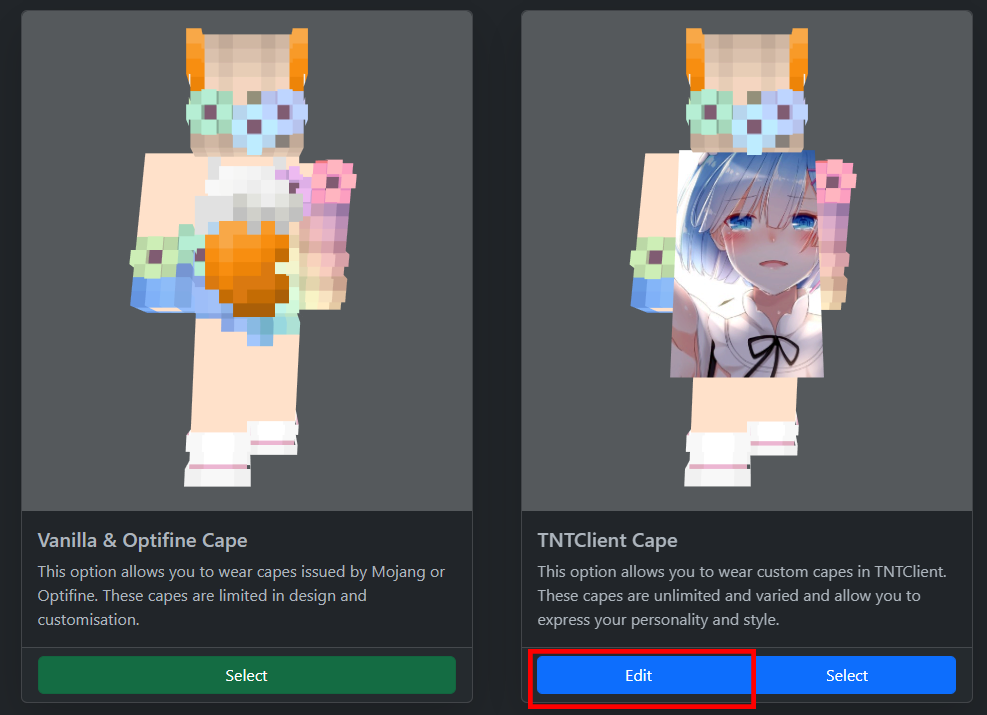 Vanilla & Optifine Cape
This option allows you to wear capes issued by Mojang or
Optifine. These capes are limited in design and
customisation.
Select
TNTClient Cape
This option allows you to wear custom capes in TNTClient.
These capes are unlimited and varied and allow you to
express your personality and style.
Edit
Select